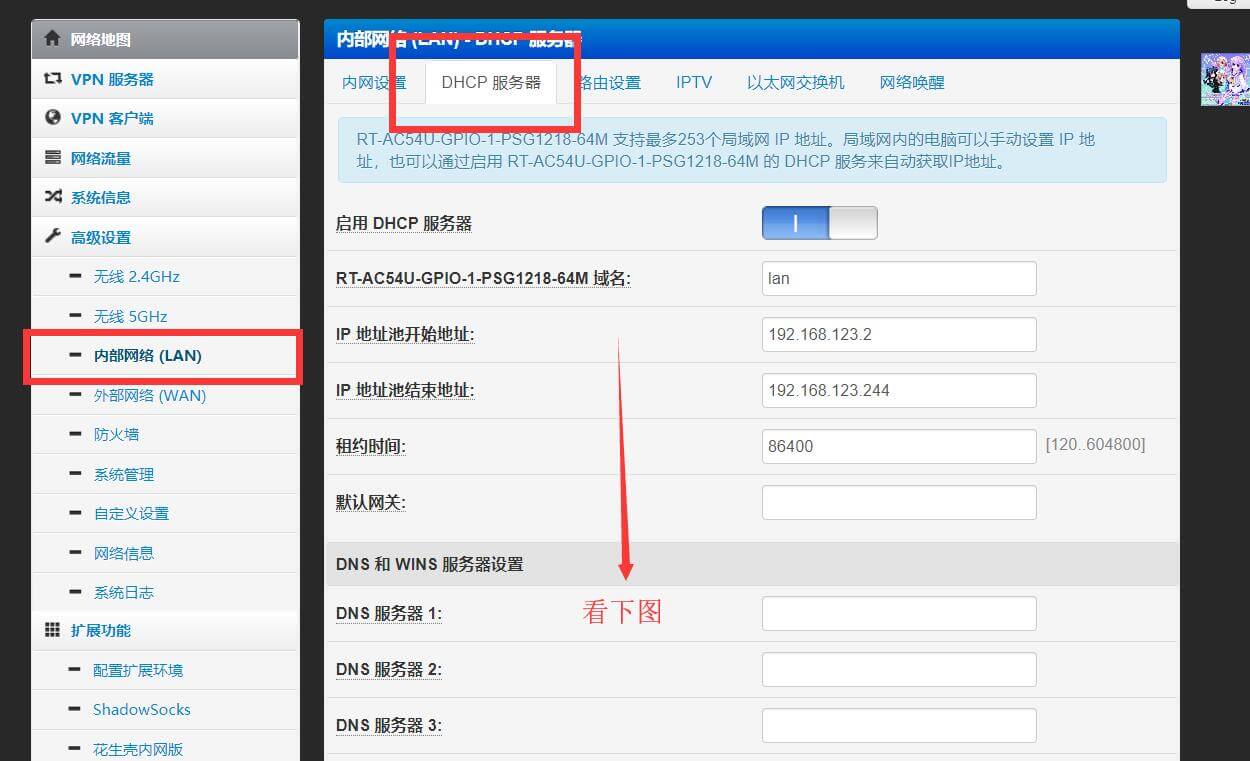 网络地图
VPN 服务器
VPN 客户端
网络流量
系统信息
高级设置
无线 2.4GHz
无线 5GHz
内部网络 (LAN)
外部网络 (WAN)
防火墙
系统管理
自定义设置
网络信息
系统日志
扩展功能
配置扩展环境
ShadowSocks
花生壳内网版
内部网络 (LAN) - DHCP 服务器
内网设置 DHCP 服务器 路由设置 IPTV 以太网交换机 网络唤醒
RT-AC54U-GPIO-1-PSG1218-64M 支持最多253个局域网 IP 地址。局域网内的电脑可以手动设置 IP 地
址，也可以通过启用 RT-AC54U-GPIO-1-PSG1218-64M 的 DHCP 服务来自动获取IP地址。
启用 DHCP 服务器
RT-AC54U-GPIO-1-PSG1218-64M 域名: lan
IP 地址池开始地址: 192.168.123.2
IP 地址池结束地址: 192.168.123.244
租约时间: 86400 [120..604800]
默认网关:
DNS 和 WINS 服务器设置
DNS 服务器 1:
看下图
DNS 服务器 2:
DNS 服务器 3: